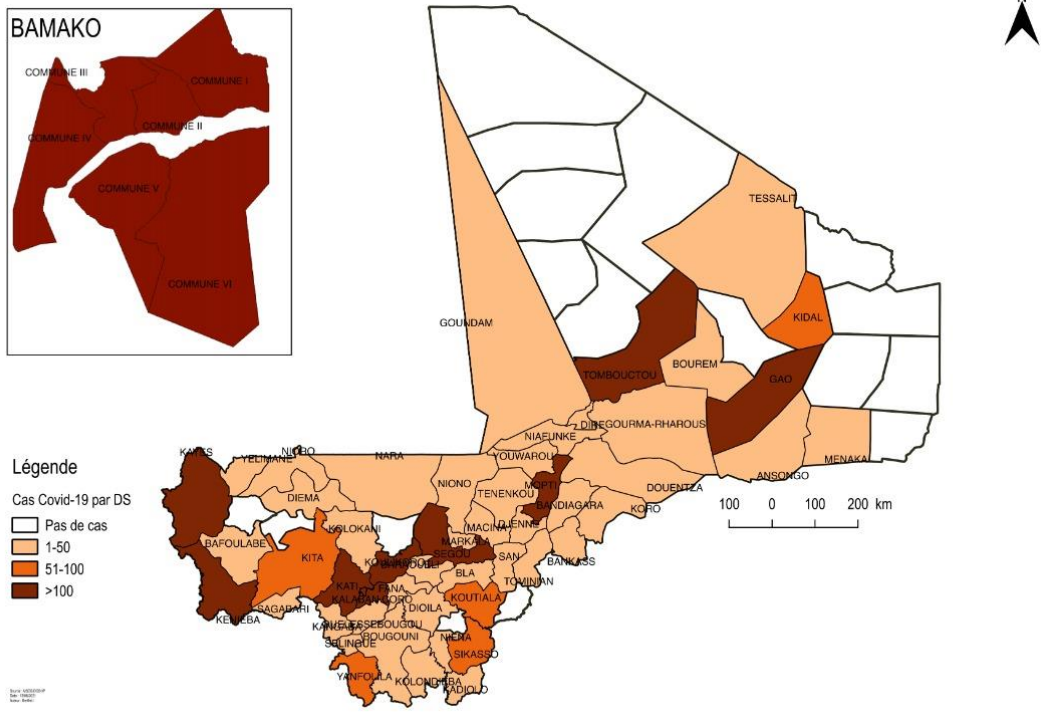 BAMAKO
COMMUNE III
COMMUNE I
COMMUNE II
COMMUNE IV
COMMUNE V
COMMUNE VI
TESSALIT
KIDAL
GOUNDAM
TOMBOUCTOU
BOUREM
GAO
DIRE
GOURMA-RHAROUS
NIAFUNKE
YOUWAROU
MENAKA
ANSONGO
KAYES
YELIMANE
NIORO
NARA
DIEMA
NIONO
TENENKOU
MOPTI
DOUENTZA
BANDIAGARA
KORO
KOLOKANI
MACINA
DJENNE
BAFOULABE
KITA
MARKALA
SEGOU
SAN
BANKASS
BLA
TOMINIAN
KATI
FANA
KALABAN CORO
KENIEBA
SAGABARI
DIOILA
KOUTIALA
KANGABA
OUELESSEBOUGOU
BOUGOUNI
SELINGUE
NIENA
SIKASSO
YANFOLILA
KOLONDIEBA
KADIOLO
Légende
Cas Covid-19 par DS
Pas de cas
1-50
51-100
>100
100 0 100 200 km